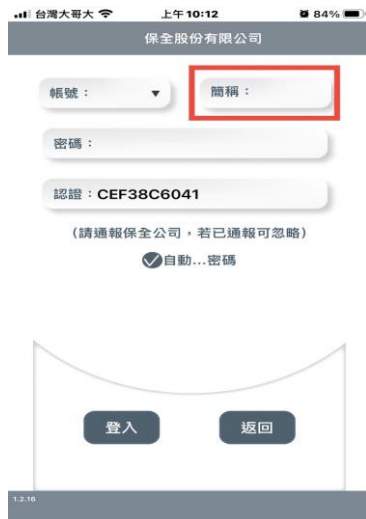 台灣大哥大 上午10:12 84%
保全股份有限公司
帳號： ▼ 簡稱：
密碼：
認證：CEF38C6041
(請通報保全公司，若已通報可忽略)
自動...密碼
登入 返回
1.2.16